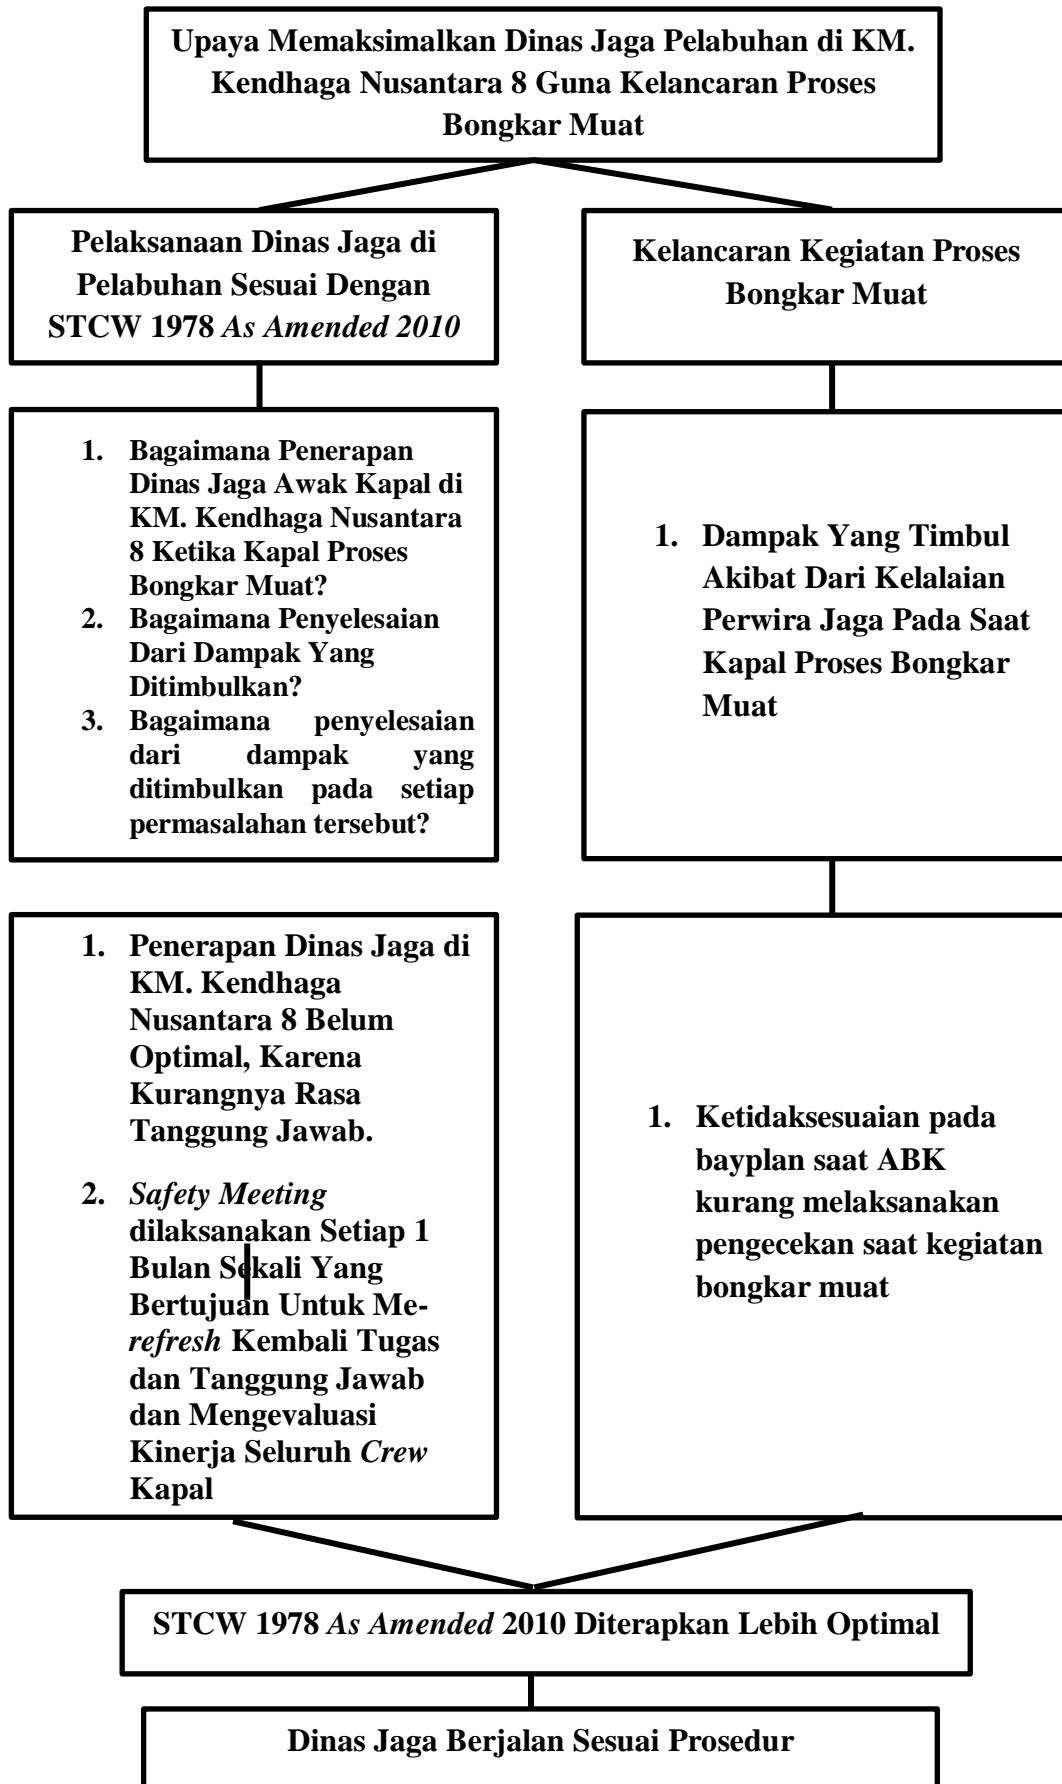 Upaya Memaksimalkan Dinas Jaga Pelabuhan di KM.
Kendhaga Nusantara 8 Guna Kelancaran Proses
Bongkar Muat
Pelaksanaan Dinas Jaga di
Pelabuhan Sesuai Dengan
STCW 1978 As Amended 2010
Kelancaran Kegiatan Proses
Bongkar Muat
1. Bagaimana Penerapan
Dinas Jaga Awak Kapal di
KM. Kendhaga Nusantara
8 Ketika Kapal Proses
Bongkar Muat?
2. Bagaimana Penyelesaian
Dari Dampak Yang
Ditimbulkan?
3. Bagaimana penyelesaian
dari dampak yang
ditimbulkan pada setiap
permasalahan tersebut?
1. Dampak Yang Timbul
Akibat Dari Kelalaian
Perwira Jaga Pada Saat
Kapal Proses Bongkar
Muat
1. Penerapan Dinas Jaga di
KM. Kendhaga
Nusantara 8 Belum
Optimal, Karena
Kurangnya Rasa
Tanggung Jawab.
2. Safety Meeting
dilaksanakan Setiap 1
Bulan Sekali Yang
Bertujuan Untuk Me-
refresh Kembali Tugas
dan Tanggung Jawab
dan Mengevaluasi
Kinerja Seluruh Crew
Kapal
1. Ketidaksesuaian pada
bayplan saat ABK
kurang melaksanakan
pengecekan saat kegiatan
bongkar muat
STCW 1978 As Amended 2010 Diterapkan Lebih Optimal
Dinas Jaga Berjalan Sesuai Prosedur